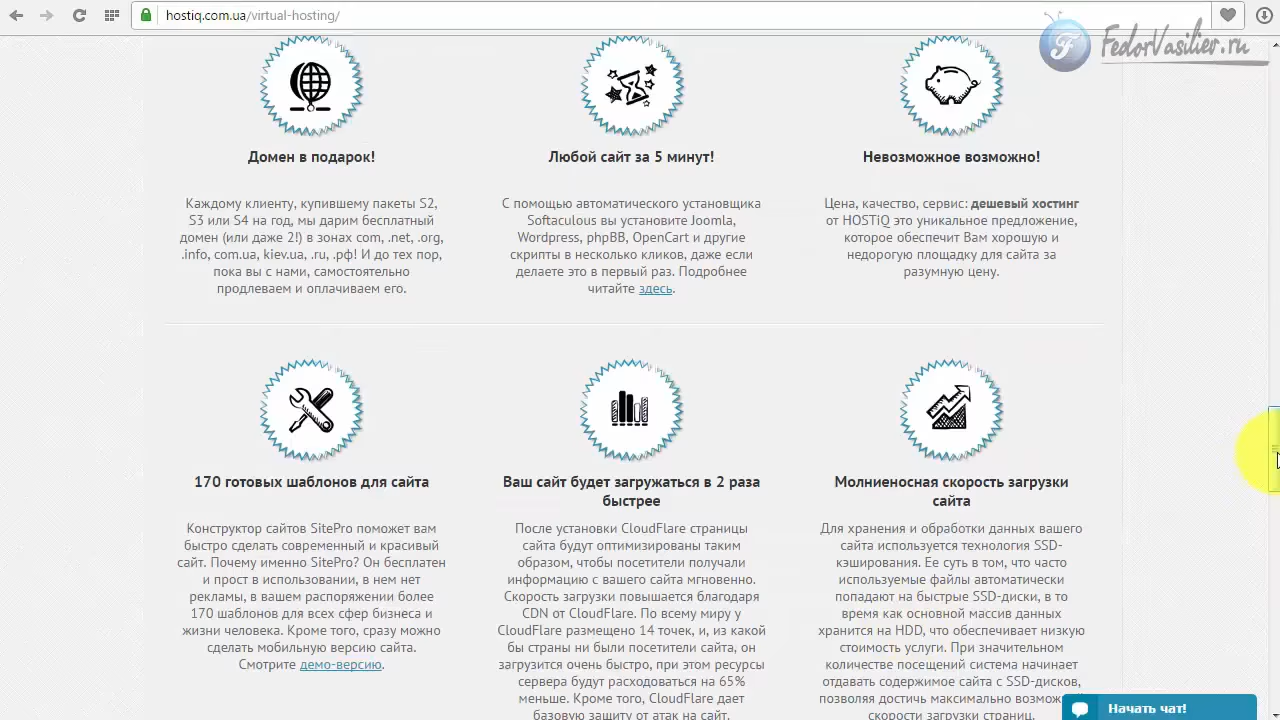 hostiq.com.ua/virtual-hosting/
FedorVasiliev.ru
Домен в подарок!
Каждому клиенту, купившему пакеты S2,
S3 или S4 на год, мы дарим бесплатный
домен (или даже 2!) в зонах com, .net, .org,
.info, com.ua, kiev.ua, .ru, .рф! И до тех пор,
пока вы с нами, самостоятельно
продлеваем и оплачиваем его.
Любой сайт за 5 минут!
С помощью автоматического установщика
Softaculous вы установите Joomla,
Wordpress, phpBB, OpenCart и другие
скрипты в несколько кликов, даже если
делаете это в первый раз. Подробнее
читайте здесь.
Невозможное возможно!
Цена, качество, сервис: дешевый хостинг
от HOSTiQ это уникальное предложение,
которое обеспечит Вам хорошую и
недорогую площадку для сайта за
разумную цену.
170 готовых шаблонов для сайта
Конструктор сайтов SitePro поможет вам
быстро сделать современный и красивый
сайт. Почему именно SitePro? Он бесплатен
и прост в использовании, в нем нет
рекламы, в вашем распоряжении более
170 шаблонов для всех сфер бизнеса и
жизни человека. Кроме того, сразу можно
сделать мобильную версию сайта.
Смотрите демо-версию.
Ваш сайт будет загружаться в 2 раза
быстрее
После установки CloudFlare страницы
сайта будут оптимизированы таким
образом, чтобы посетители получали
информацию с вашего сайта мгновенно.
Скорость загрузки повышается благодаря
CDN от CloudFlare. По всему миру у
CloudFlare размещено 14 точек, и, из какой
бы страны ни были посетители сайта, он
загрузится очень быстро, при этом ресурсы
сервера будут расходоваться на 65%
меньше. Кроме того, CloudFlare дает
базовую защиту от атак на сайт.
Молниеносная скорость загрузки
сайта
Для хранения и обработки данных вашего
сайта используется технология SSD-
кэширования. Ее суть в том, что часто
используемые файлы автоматически
попадают на быстрые SSD-диски, в то
время как основной массив данных
хранится на HDD, что обеспечивает низкую
стоимость услуги. При значительном
количестве посещений система начинает
отдавать содержимое сайта с SSD-дисков,
позволяя достичь максимально
скорости загрузки страниц.
Начать чат!